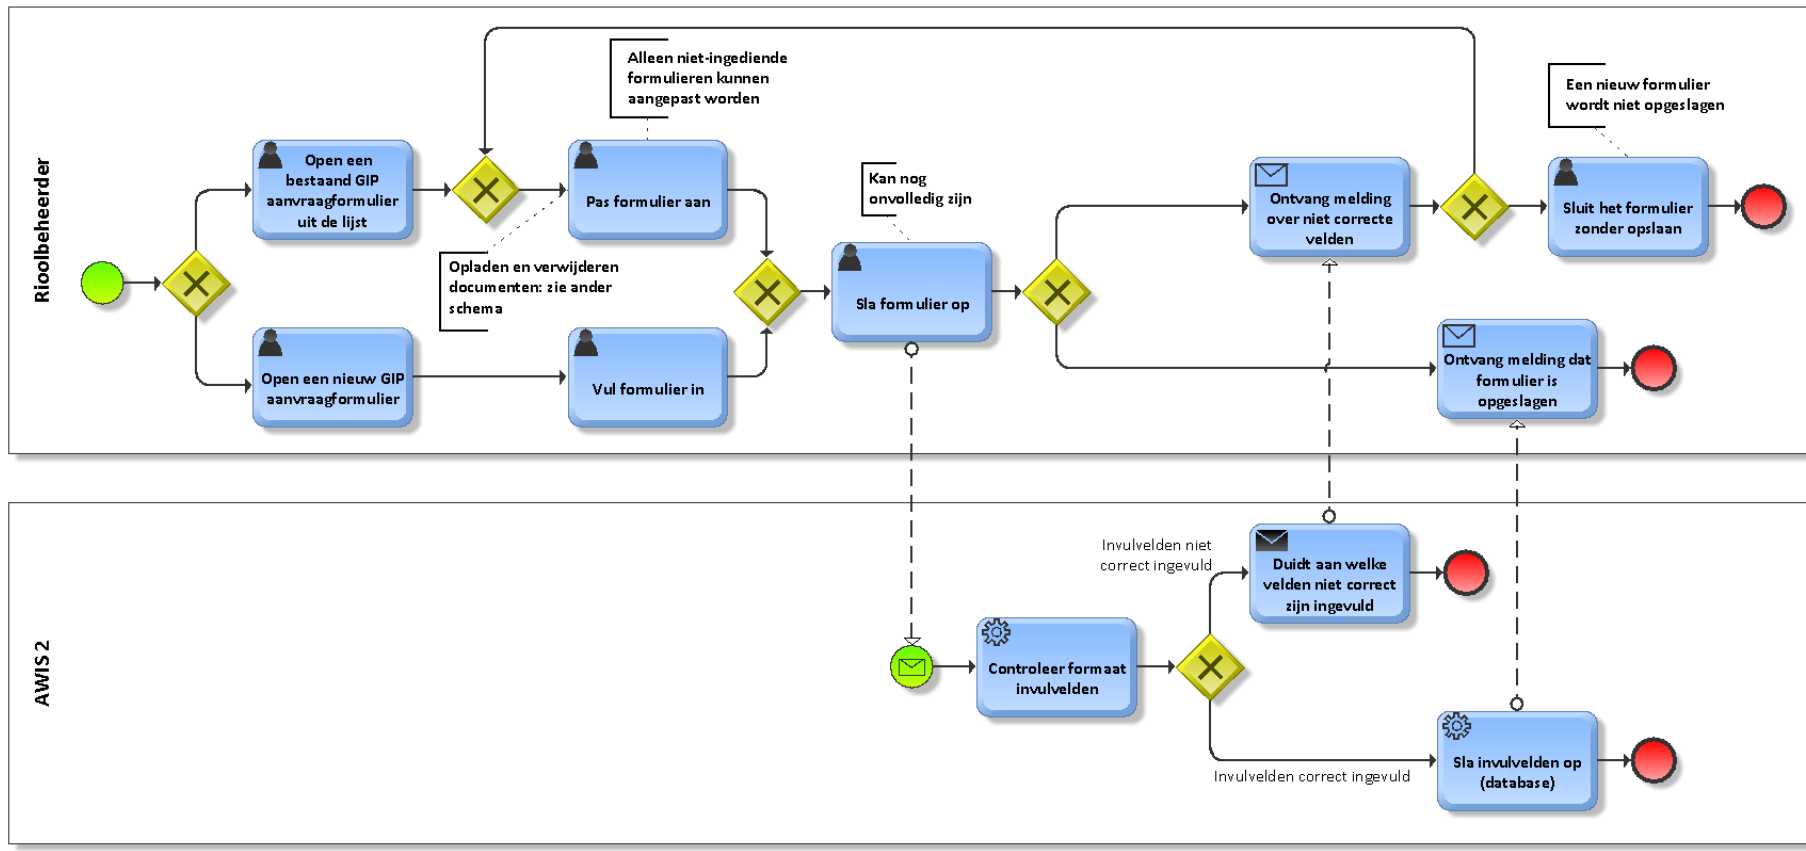 Rioolbeheerder
Alleen niet-ingediende
formulieren kunnen
aangepast worden
Een nieuw formulier
wordt niet opgeslagen
Open een
bestaand GIP
aanvraagformulier
uit de lijst
Pas formulier aan
Kan nog
onvolledig zijn
Ontvang melding
over niet correcte
velden
Sluit het formulier
zonder opslaan
Opladen en verwijderen
documenten: zie ander
schema
Sla formulier op
Open een nieuw GIP
aanvraagformulier
Vul formulier in
Ontvang melding dat
formulier is
opgeslagen
AWIS 2
Invulvelden niet
correct ingevuld
Duidt aan welke
velden niet correct
zijn ingevuld
Controleer formaat
invulvelden
Invulvelden correct ingevuld
Sla invulvelden op
(database)